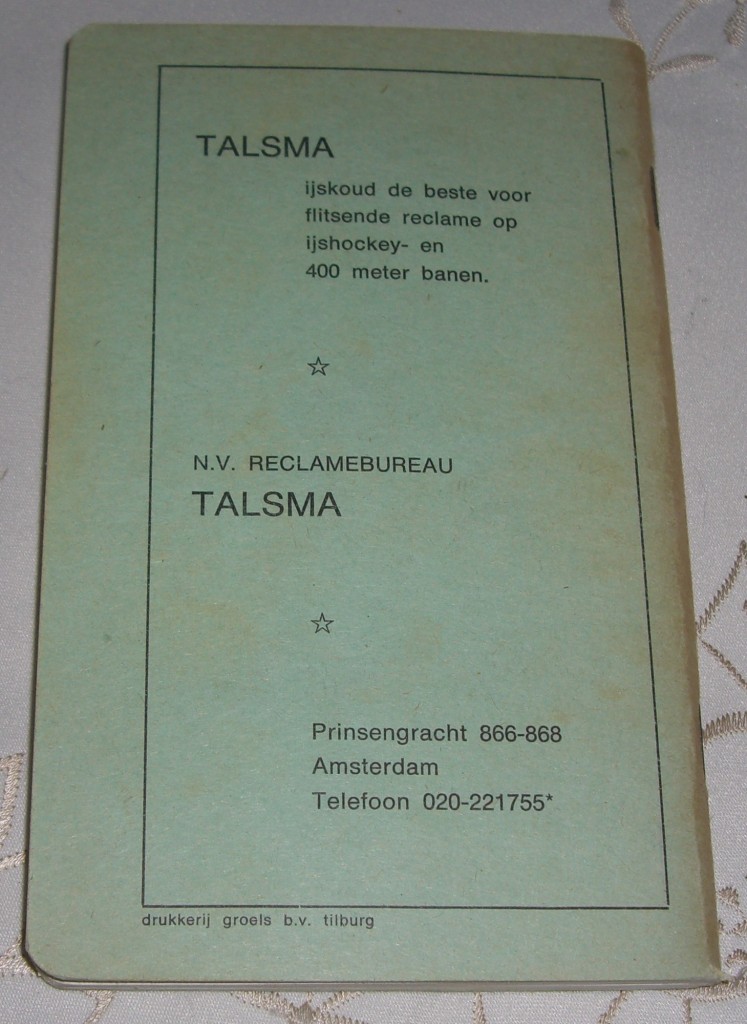 TALSMA
ijskoud de beste voor
flitsende reclame op
ijshockey- en
400 meter banen.
☆
N.V. RECLAMEBUREAU
TALSMA
☆
Prinsengracht 866-868
Amsterdam
Telefoon 020-221755*
drukkerij groels b.v. tilburg